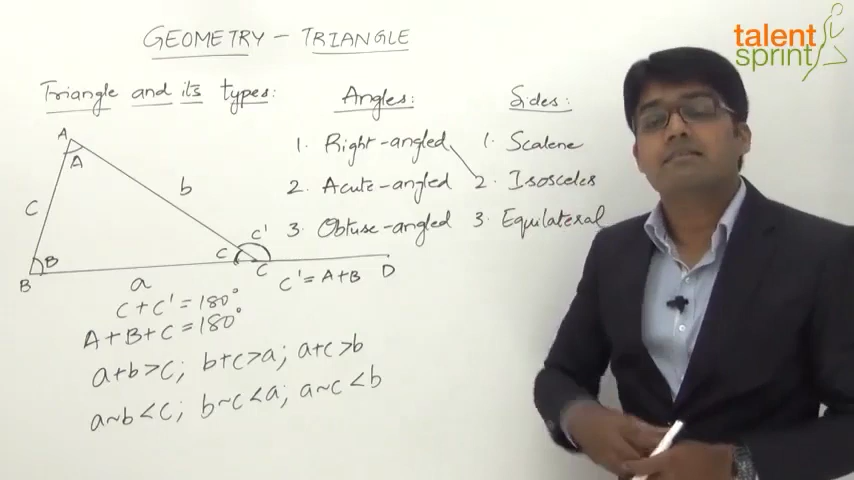 talent
sprint
GEOMETRY - TRIANGLE
Triangle and its types:
Angles:
Sides:
1. Right-angled
1. Scalene
2. Acute-angled
2. Isosceles
3. Obtuse-angled
3. Equilateral
A
A
b
c
C'
C
B
B
C
D
a
C' = A+B
C + C' = 180°
A + B + C = 180°
a+b>c; b+c>a; a+c>b
a~b<c; b~c<a; a~c<b